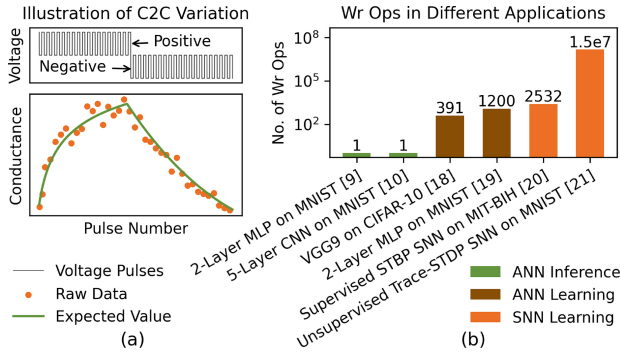 Illustration of C2C Variation
Voltage
Positive
Negative
Conductance
Pulse Number
Voltage Pulses
Raw Data
Expected Value
(a)
Wr Ops in Different Applications
No. of Wr Ops
10^8
10^5
10^2
1
1
391
1200
2532
1.5e7
2-Layer MLP on MNIST [9]
5-Layer CNN on MNIST [10]
VGG9 on CIFAR-10 [18]
2-Layer MLP on MNIST [19]
Supervised STBP SNN on MIT-BIH [20]
Unsupervised Trace-STDP SNN on MNIST [21]
ANN Inference
ANN Learning
SNN Learning
(b)